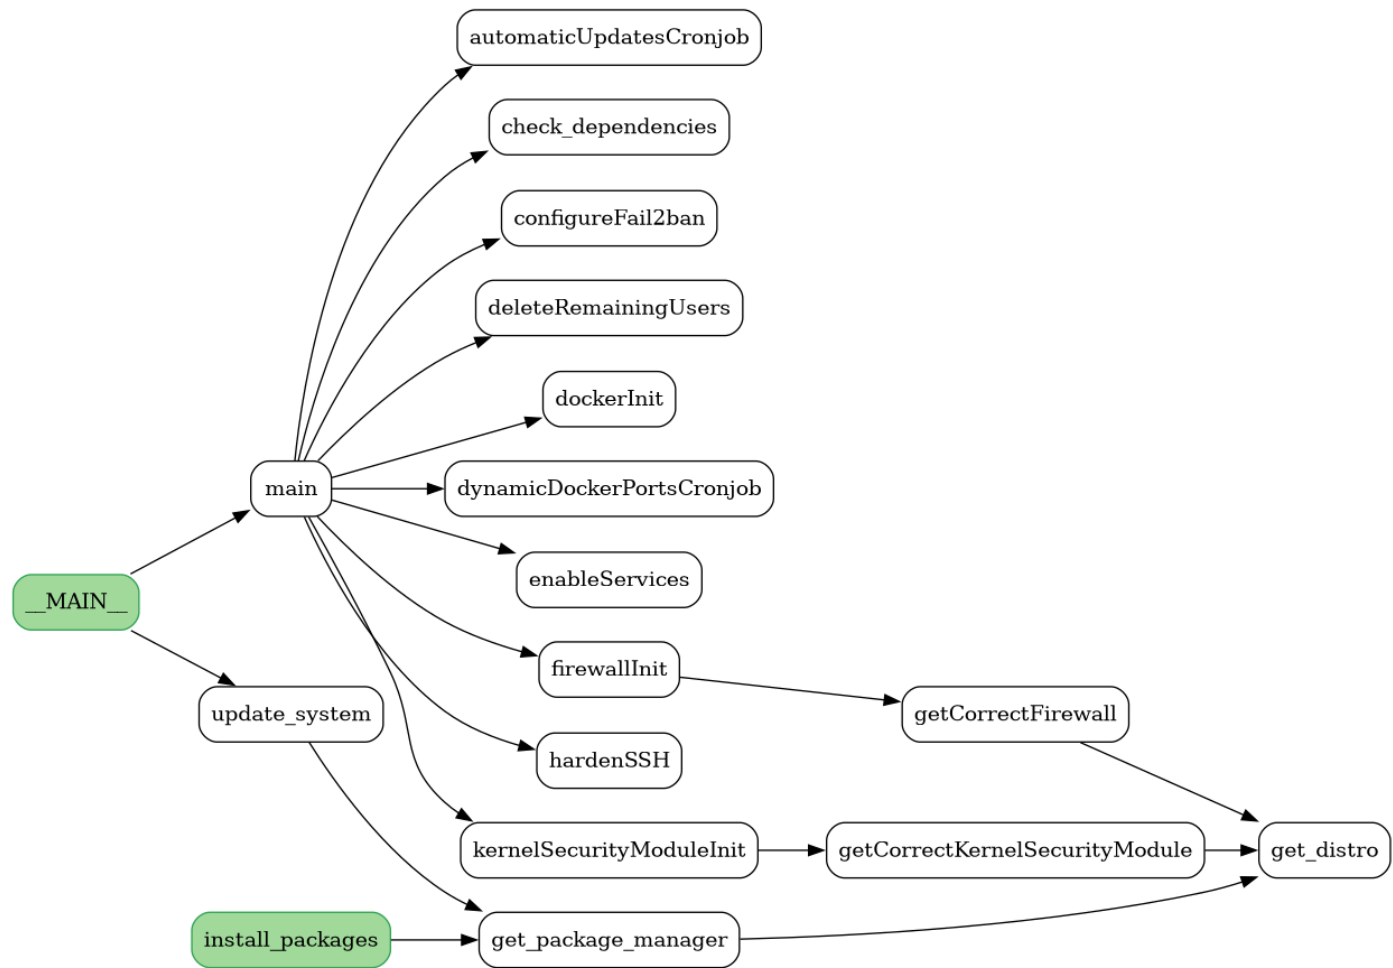 automaticUpdatesCronjob
check_dependencies
configureFail2ban
deleteRemainingUsers
dockerInit
main
dynamicDockerPortsCronjob
enableServices
__MAIN__
firewallInit
update_system
getCorrectFirewall
hardenSSH
kernelSecurityModuleInit
getCorrectKernelSecurityModule
get_distro
install_packages
get_package_manager